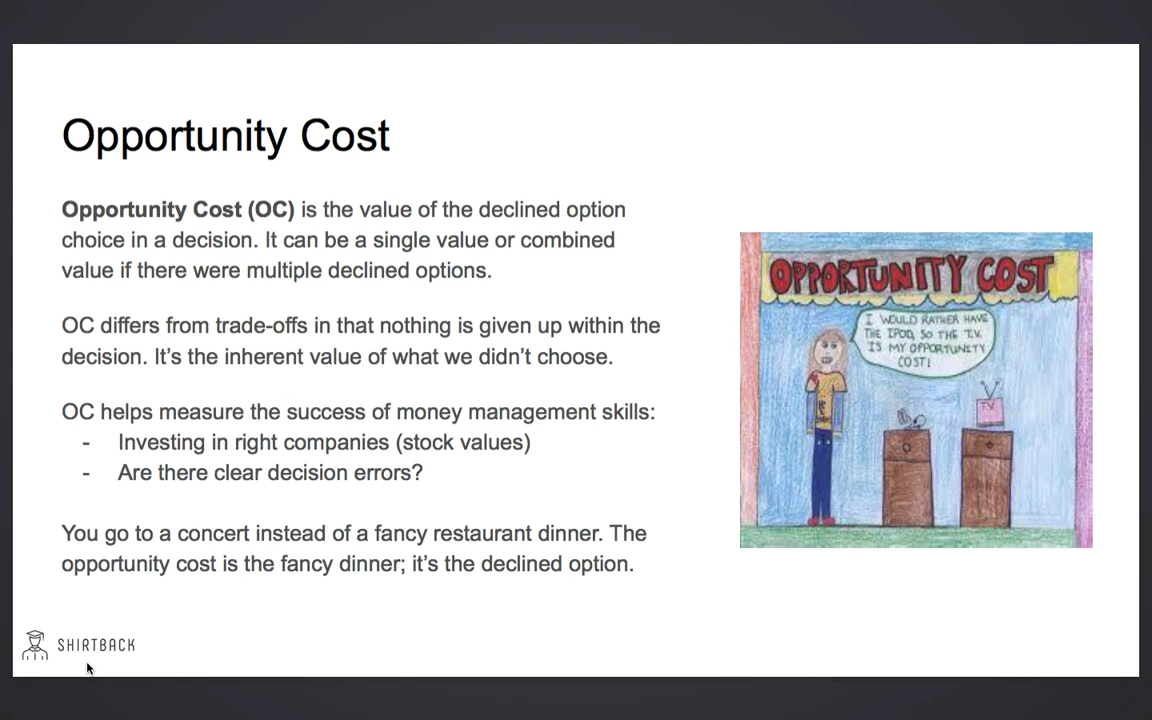 Opportunity Cost
Opportunity Cost (OC) is the value of the declined option
choice in a decision. It can be a single value or combined
value if there were multiple declined options.
OC differs from trade-offs in that nothing is given up within the
decision. It’s the inherent value of what we didn’t choose.
OC helps measure the success of money management skills:
- Investing in right companies (stock values)
- Are there clear decision errors?
You go to a concert instead of a fancy restaurant dinner. The
opportunity cost is the fancy dinner; it’s the declined option.
OPPORTUNITY COST
I WOULD RATHER HAVE
THE IPOD, SO THE T.V.
IS MY OPPORTUNITY
COST!
T.V.
SHIRTBACK